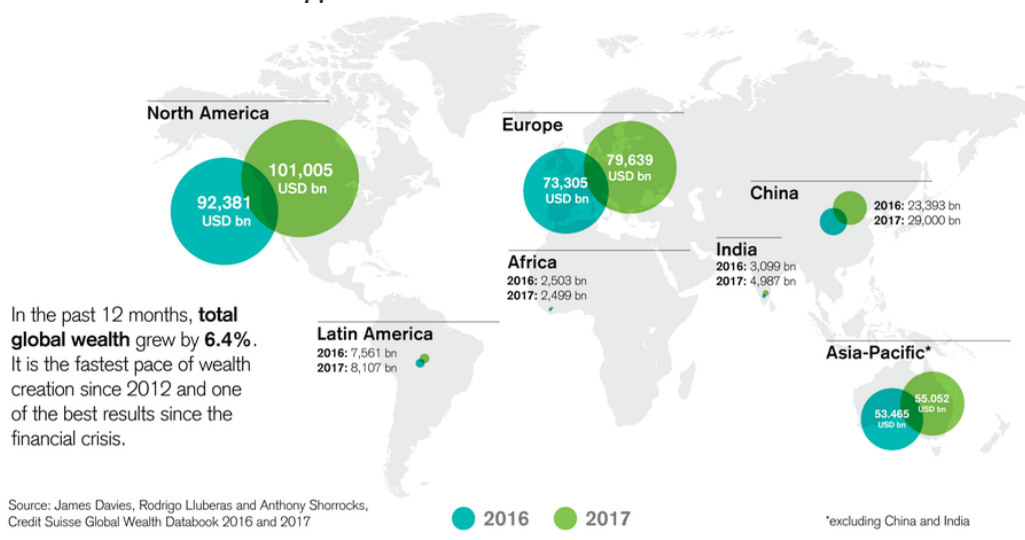 North America
92,381
USD bn
101,005
USD bn
Europe
73,305
USD bn
79,639
USD bn
China
2016: 23,393 bn
2017: 29,000 bn
India
2016: 3,099 bn
2017: 4,987 bn
Africa
2016: 2,503 bn
2017: 2,499 bn
Latin America
2016: 7,561 bn
2017: 8,107 bn
Asia-Pacific*
53.465
USD bn
55.052
USD bn
In the past 12 months, total
global wealth grew by 6.4%.
It is the fastest pace of wealth
creation since 2012 and one
of the best results since the
financial crisis.
Source: James Davies, Rodrigo Lluberas and Anthony Shorrocks,
Credit Suisse Global Wealth Databook 2016 and 2017
2016
2017
*excluding China and India